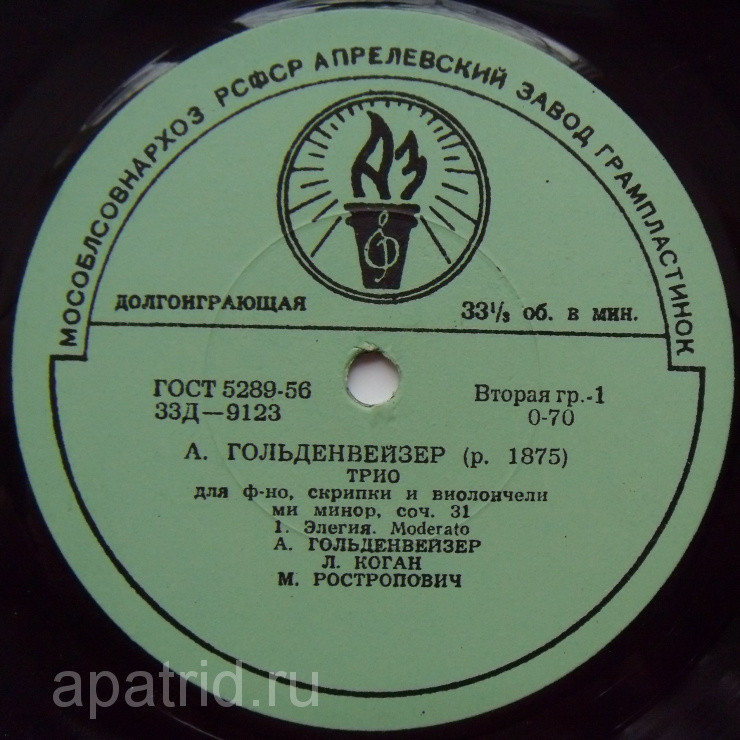 МОСОБЛСОВНАРХОЗ РСФСР АПРЕЛЕВСКИЙ ЗАВОД ГРАМПЛАСТИНОК
АЗ
ДОЛГОИГРАЮЩАЯ 33⅓ об. в мин.
ГОСТ 5289-56 Вторая гр.-1
33Д—9123 0-70
А. ГОЛЬДЕНВЕЙЗЕР (р. 1875)
ТРИО
для ф-но, скрипки и виолончели
ми минор, соч. 31
1. Элегия. Moderato
А. ГОЛЬДЕНВЕЙЗЕР
Л. КОГАН
М. РОСТРОПОВИЧ
apatrid.ru